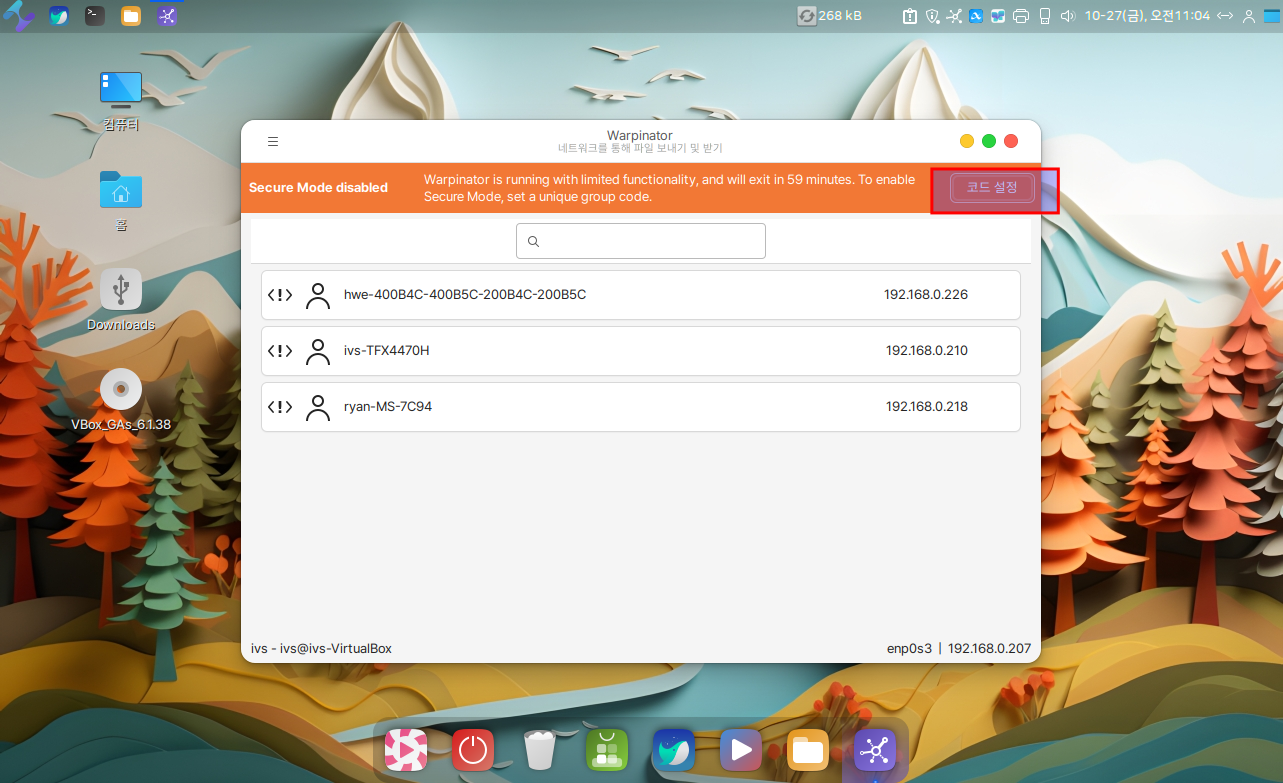 268 kB
10-27(금), 오전11:04
컴퓨터
홈
Downloads
VBox_GAs_6.1.38
Warpinator
네트워크를 통해 파일 보내기 및 받기
Secure Mode disabled
Warpinator is running with limited functionality, and will exit in 59 minutes. To enable
Secure Mode, set a unique group code.
코드 설정
hwe-400B4C-400B5C-200B4C-200B5C
192.168.0.226
ivs-TFX4470H
192.168.0.210
ryan-MS-7C94
192.168.0.218
ivs - ivs@ivs-VirtualBox
enp0s3 | 192.168.0.207